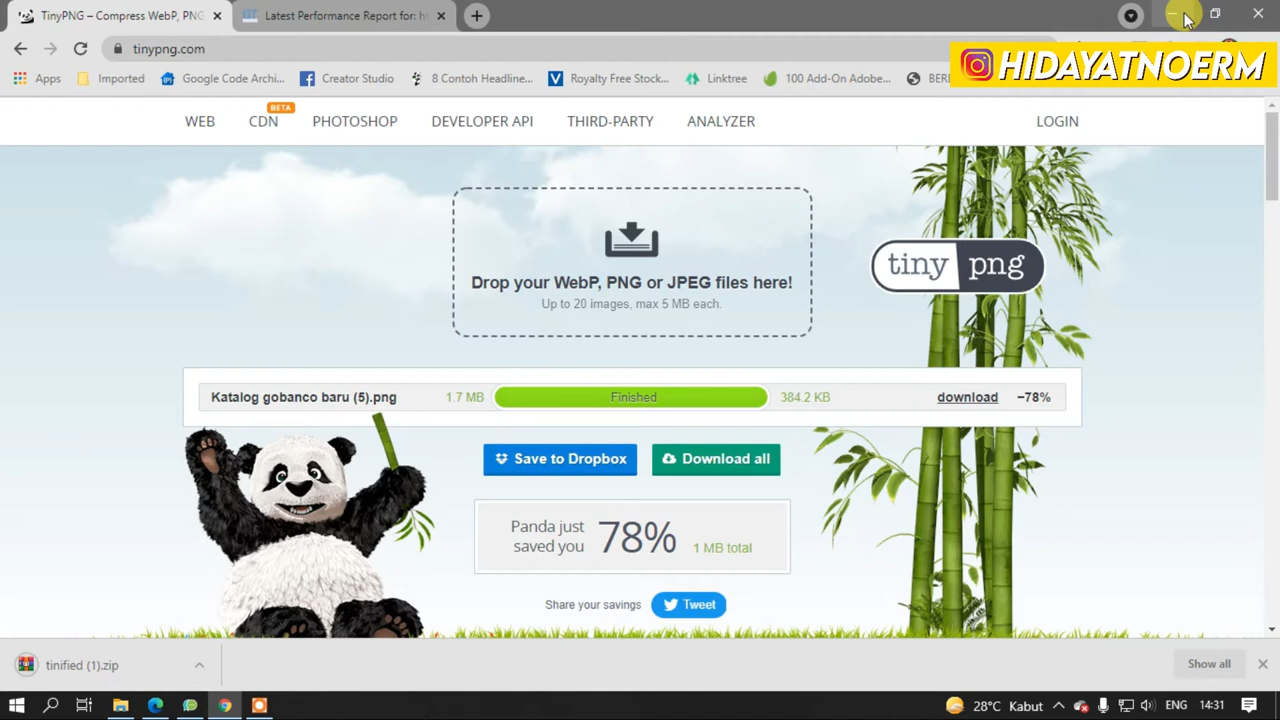 TinyPNG – Compress WebP, PNG
Latest Performance Report for: ht
tinypng.com
Apps
Imported
Google Code Archi...
Creator Studio
8 Contoh Headline...
Royalty Free Stock...
Linktree
100 Add-On Adobe...
BER
HIDAYATNOERM
WEB
CDN
BETA
PHOTOSHOP
DEVELOPER API
THIRD-PARTY
ANALYZER
LOGIN
Drop your WebP, PNG or JPEG files here!
Up to 20 images, max 5 MB each.
tiny png
Katalog gobanco baru (5).png 1.7 MB Finished 384.2 KB download –78%
Save to Dropbox
Download all
Panda just
saved you
78%
1 MB total
Share your savings
Tweet
tinified (1).zip
Show all
28°C Kabut
ENG
14:31